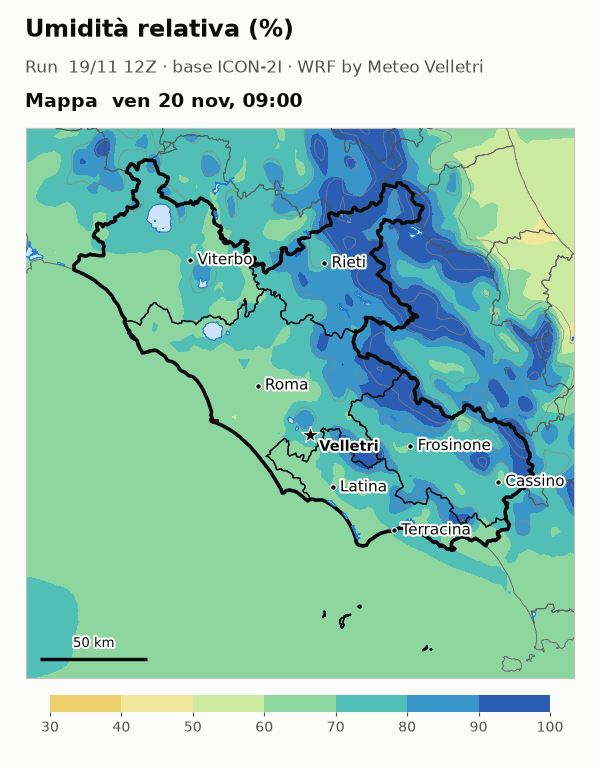 Umidità relativa (%)
Run 19/11 12Z · base ICON-2I · WRF by Meteo Velletri
Mappa ven 20 nov, 09:00
Viterbo
Rieti
Roma
Velletri
Frosinone
Latina
Cassino
Terracina
50 km
30 40 50 60 70 80 90 100